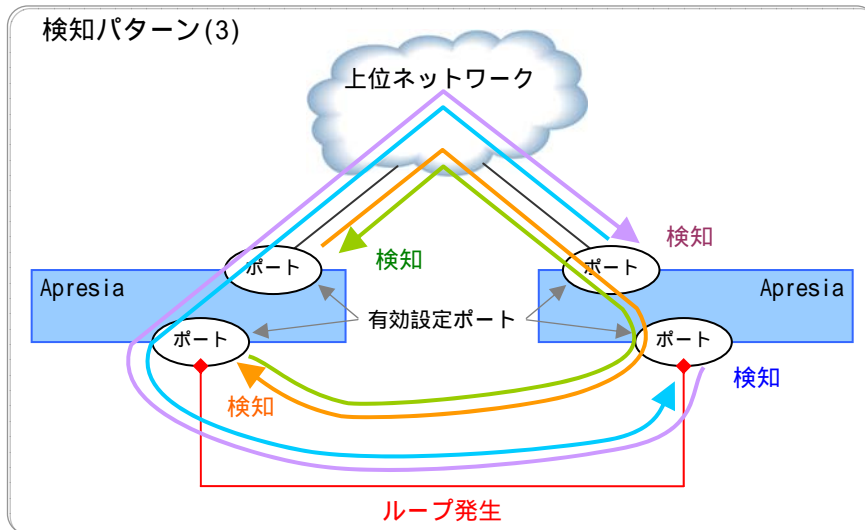 検知パターン(3)
上位ネットワーク
検知
検知
ポート
ポート
Apresia
Apresia
有効設定ポート
ポート
ポート
検知
検知
ループ発生